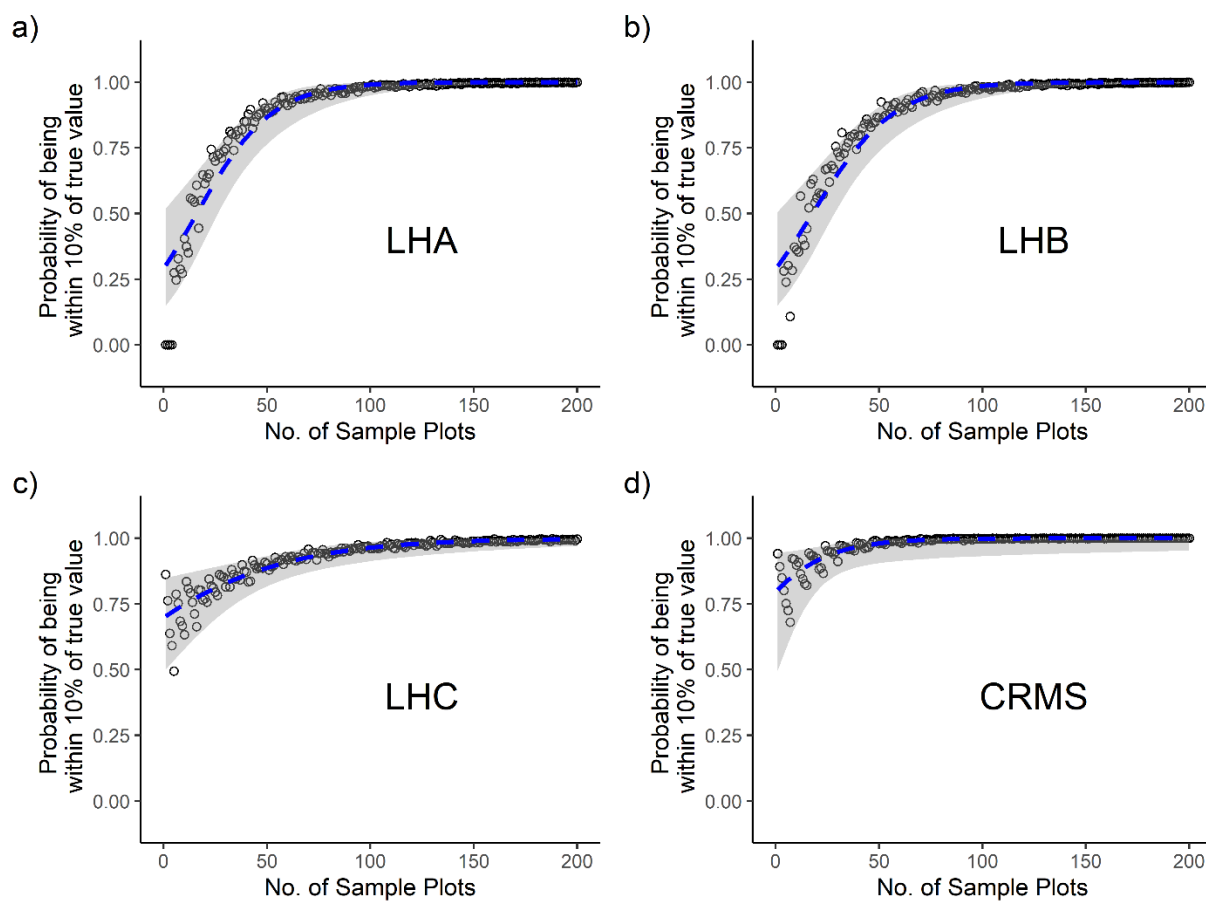 a)
Probability of being
within 10% of true value
1.00
0.75
0.50
0.25
0.00
LHA
0
50
100
150
200
No. of Sample Plots
b)
Probability of being
within 10% of true value
1.00
0.75
0.50
0.25
0.00
LHB
0
50
100
150
200
No. of Sample Plots
c)
Probability of being
within 10% of true value
1.00
0.75
0.50
0.25
0.00
LHC
0
50
100
150
200
No. of Sample Plots
d)
Probability of being
within 10% of true value
1.00
0.75
0.50
0.25
0.00
CRMS
0
50
100
150
200
No. of Sample Plots